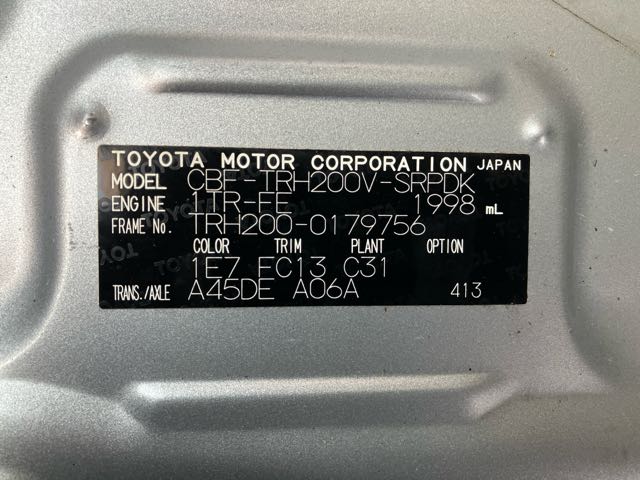 TOYOTA MOTOR CORPORATION JAPAN
MODEL CBF-TRH200V-SRPDK
ENGINE 1TR-FE 1998 mL
FRAME No. TRH200-0179756
COLOR TRIM PLANT OPTION
1E7 FC13 C31
TRANS./AXLE A45DE A06A 413